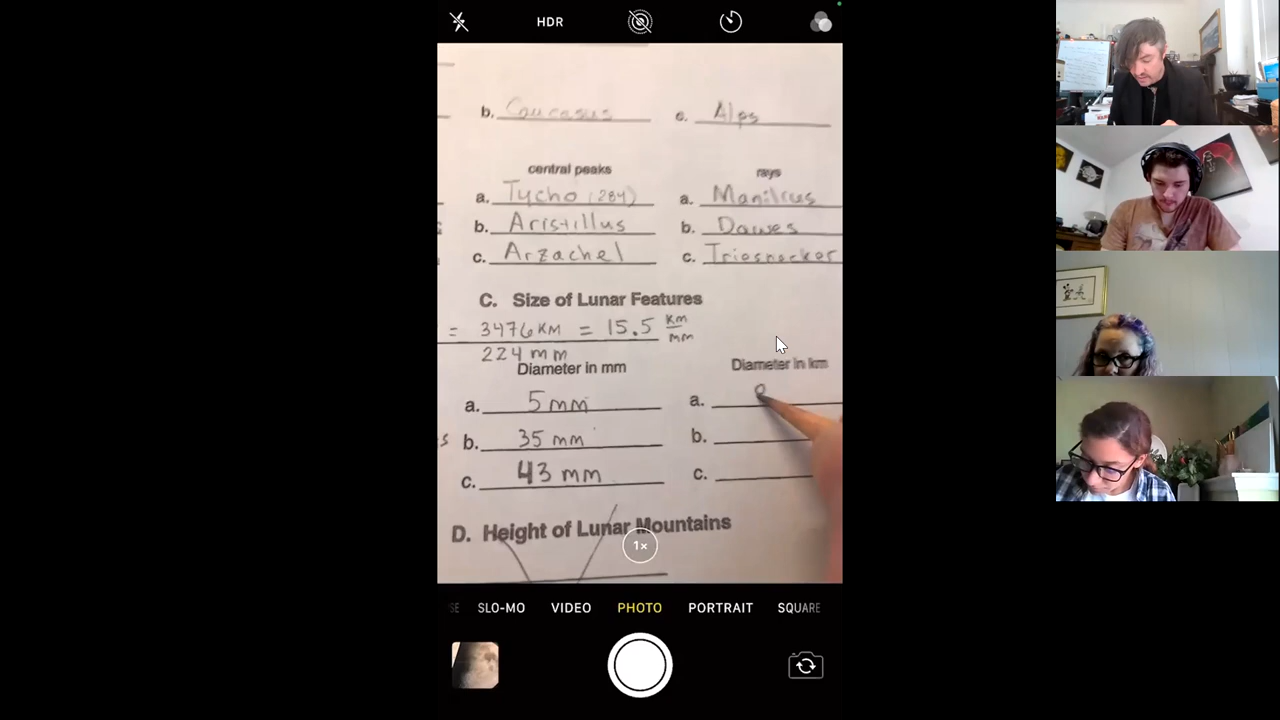 HDR
b. Caucasus c. Alps
central peaks rays
a. Tycho (284) a. Manilius
b. Aristillus b. Dawes
c. Arzachel c. Triesnecker
C. Size of Lunar Features
= 3476 KM = 15.5 KM
224 mm mm
Diameter in mm Diameter in km
a. 5 mm a.
s b. 35 mm b.
c. 43 mm c.
D. Height of Lunar Mountains
1×
SLO-MO VIDEO PHOTO PORTRAIT SQUARE